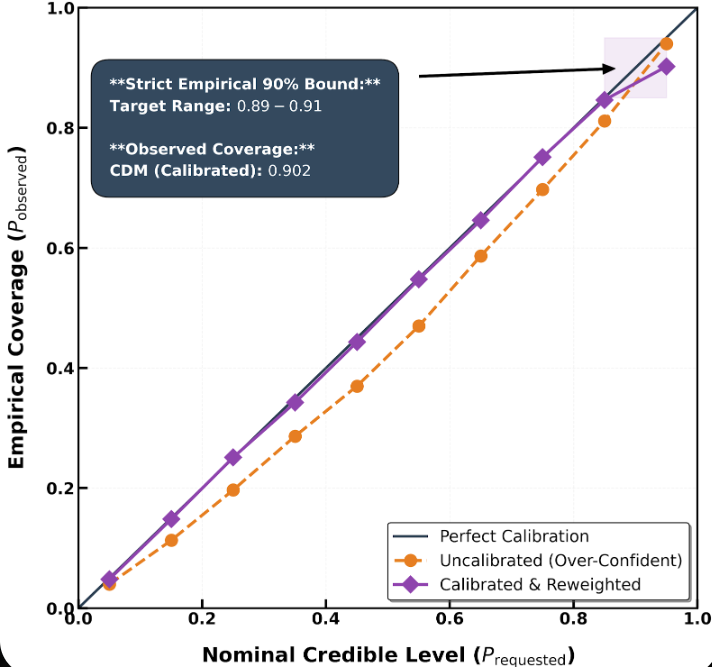 1.0
0.8
0.6
0.4
0.2
0.0
Empirical Coverage (P_observed)
**Strict Empirical 90% Bound:**
Target Range: 0.89 − 0.91
**Observed Coverage:**
CDM (Calibrated): 0.902
Perfect Calibration
Uncalibrated (Over-Confident)
Calibrated & Reweighted
0.0 0.2 0.4 0.6 0.8 1.0
Nominal Credible Level (P_requested)